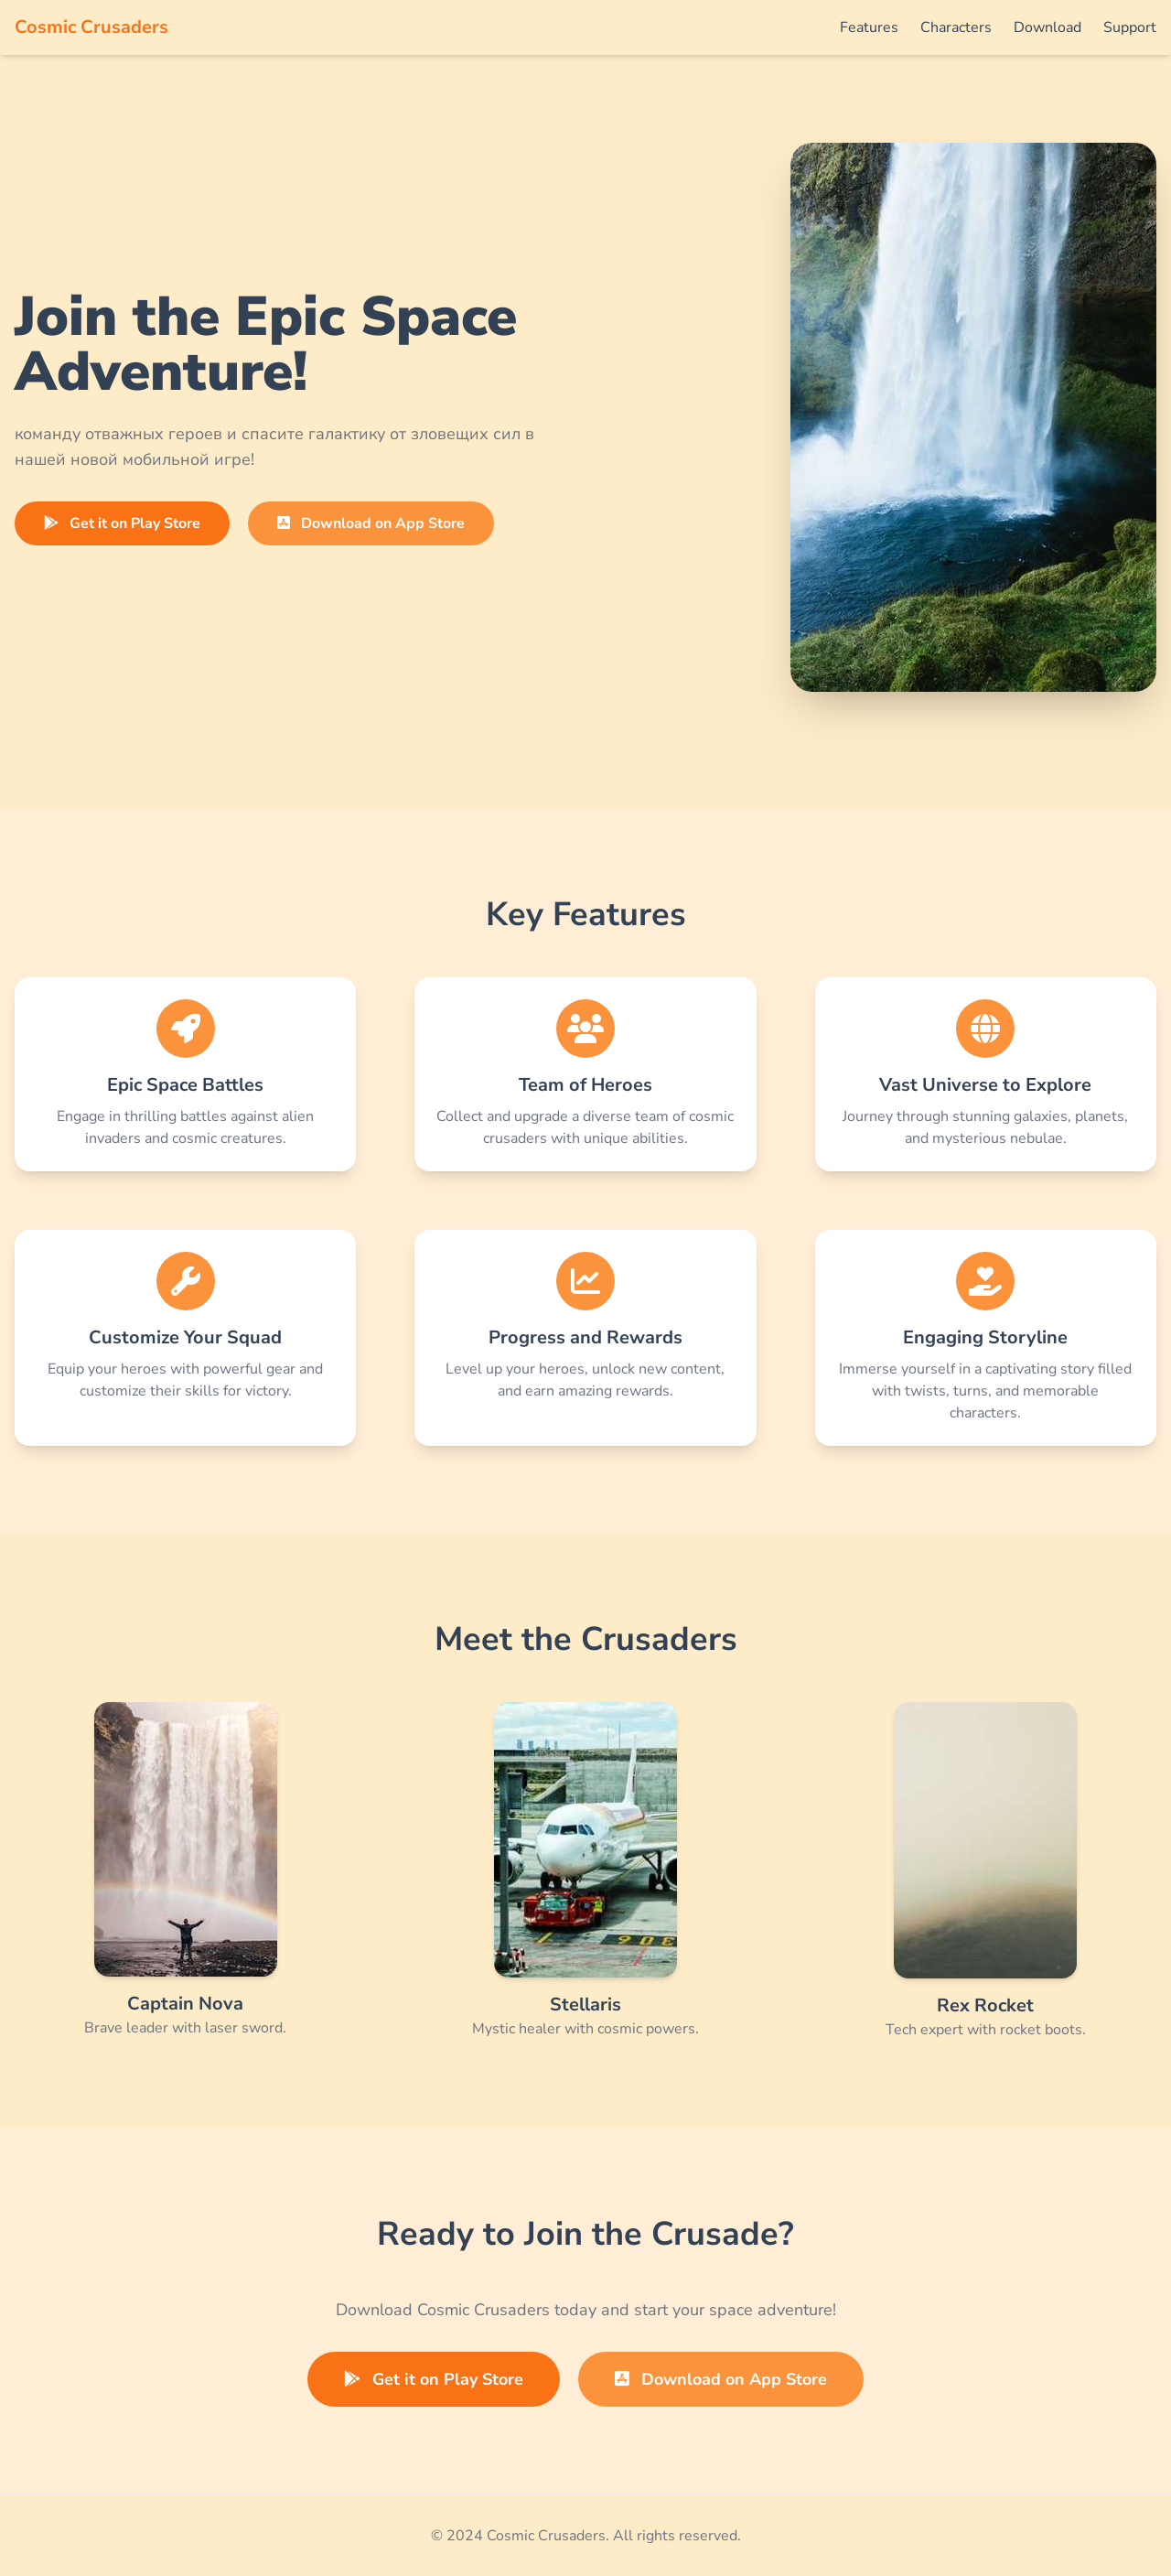 Cosmic Crusaders
Features Characters Download Support
Join the Epic Space
Adventure!
команду отважных героев и спасите галактику от зловещих сил в
нашей новой мобильной игре!
Get it on Play Store Download on App Store
Key Features
Epic Space Battles
Engage in thrilling battles against alien
invaders and cosmic creatures.
Team of Heroes
Collect and upgrade a diverse team of cosmic
crusaders with unique abilities.
Vast Universe to Explore
Journey through stunning galaxies, planets,
and mysterious nebulae.
Customize Your Squad
Equip your heroes with powerful gear and
customize their skills for victory.
Progress and Rewards
Level up your heroes, unlock new content,
and earn amazing rewards.
Engaging Storyline
Immerse yourself in a captivating story filled
with twists, turns, and memorable
characters.
Meet the Crusaders
306
Captain Nova
Brave leader with laser sword.
Stellaris
Mystic healer with cosmic powers.
Rex Rocket
Tech expert with rocket boots.
Ready to Join the Crusade?
Download Cosmic Crusaders today and start your space adventure!
Get it on Play Store Download on App Store
© 2024 Cosmic Crusaders. All rights reserved.